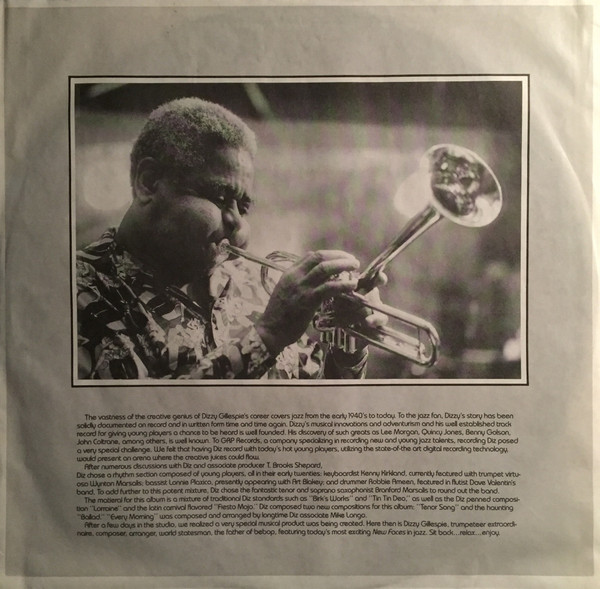 The vastness of the creative genius of Dizzy Gillespie's career covers jazz from the early 1940's to today. To the jazz fan, Dizzy's story has been
solidly documented on record and in written form time and time again. Dizzy's musical innovations and adventurism and his well established track
record for giving young players a chance to be heard is well founded. His discovery of such greats as Lee Morgan, Quincy Jones, Benny Golson,
John Coltrane, among others, is well known. To GRP Records, a company specializing in recording new and young jazz talents, recording Diz posed
a very special challenge. We felt that having Diz record with today's hot young players, utilizing the state-of-the-art digital recording technology,
would present an arena where the creative juices could flow.
After numerous discussions with Diz and associate producer T. Brooks Shepard,
Diz chose a rhythm section composed of young players, all in their early twenties: keyboardist Kenny Kirkland, currently featured with trumpet virtu-
oso Wynton Marsalis; bassist Lonnie Plaxico, presently appearing with Art Blakey; and drummer Robbie Ameen, featured in flutist Dave Valentin's
band. To add further to this potent mixture, Diz chose the fantastic tenor and soprano saxophonist Branford Marsalis to round out the band.
The material for this album is a mixture of traditional Diz standards such as "Birk's Works" and "Tin Tin Deo," as well as the Diz penned composi-
tion "Lorraine" and the latin carnival flavored "Fiesta Mojo." Diz composed two new compositions for this album: "Tenor Song" and the haunting
"Ballad." "Every Morning" was composed and arranged by longtime Diz associate Mike Longo.
After a few days in the studio, we realized a very special musical product was being created. Here then is Dizzy Gillespie, trumpeteer extraordi-
naire, composer, arranger, world statesman, the father of bebop, featuring today's most exciting New Faces in jazz. Sit back...relax...enjoy.